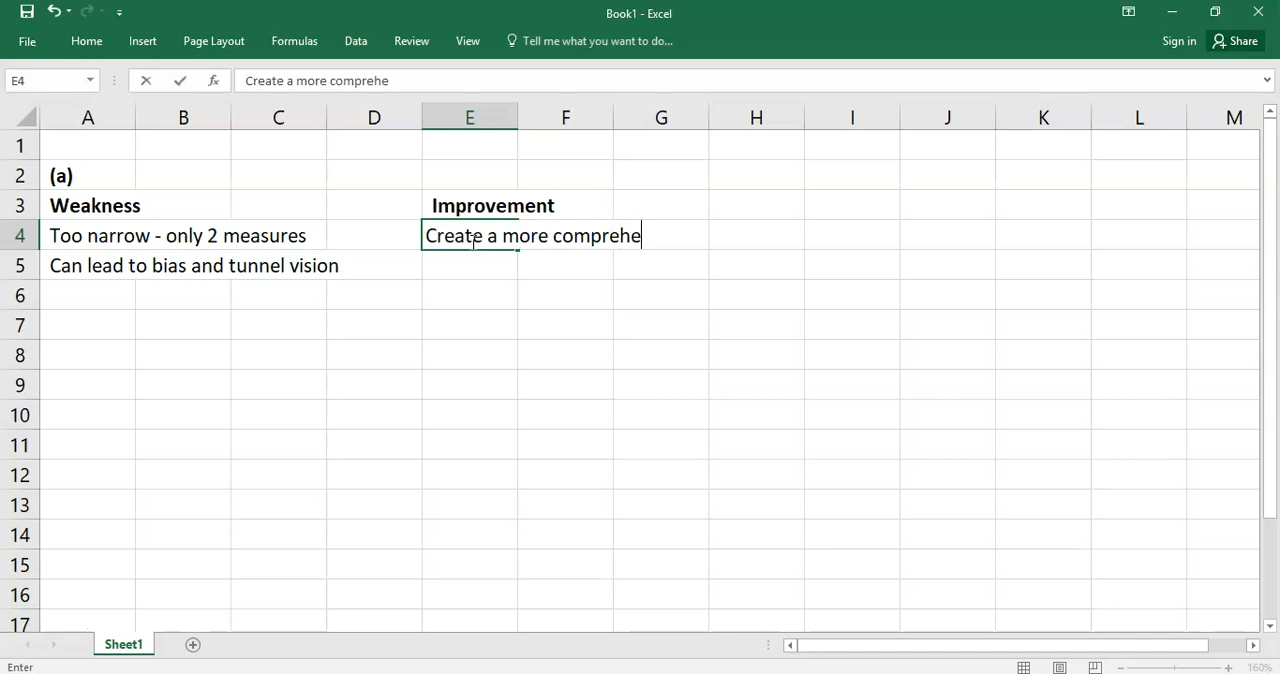 Book1 - Excel
File Home Insert Page Layout Formulas Data Review View Tell me what you want to do... Sign in Share
E4 fx Create a more comprehe
A B C D E F G H I J K L M
1
2 (a)
3 Weakness Improvement
4 Too narrow - only 2 measures Create a more comprehe
5 Can lead to bias and tunnel vision
6
7
8
9
10
11
12
13
14
15
16
17
Sheet1
Enter 160%